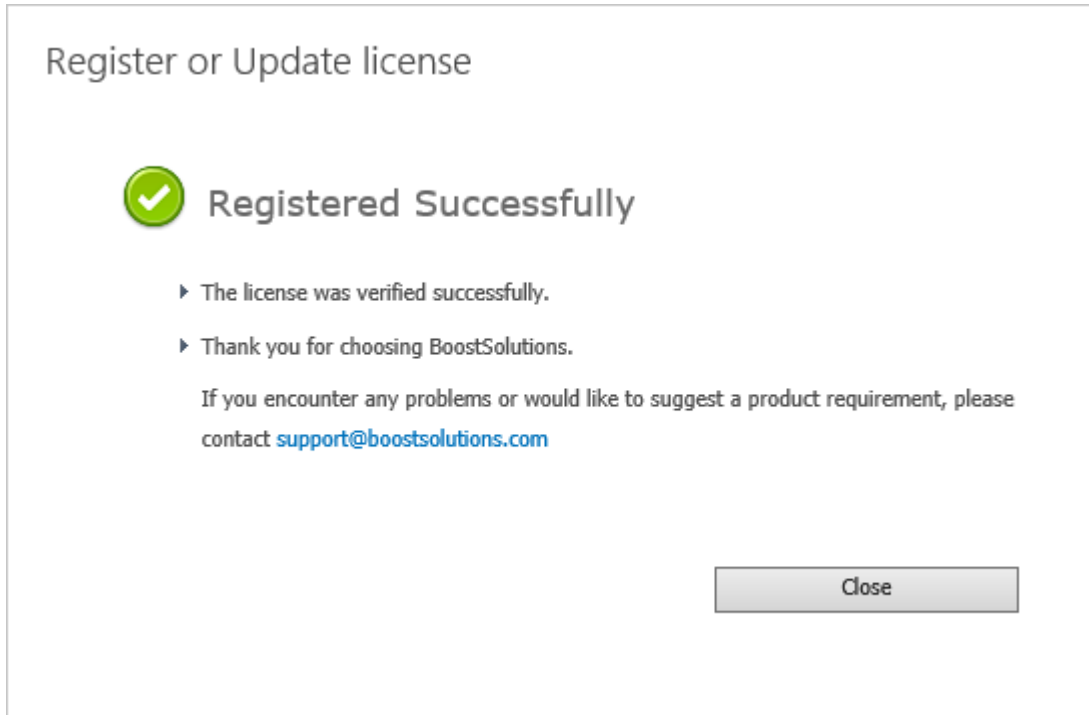 Register or Update license
Registered Successfully
The license was verified successfully.
Thank you for choosing BoostSolutions.
If you encounter any problems or would like to suggest a product requirement, please
contact support@boostsolutions.com
Close